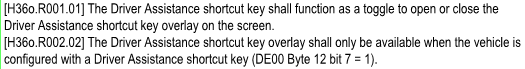 [H36o.R001.01] The Driver Assistance shortcut key shall function as a toggle to open or close the
Driver Assistance shortcut key overlay on the screen.
[H36o.R002.02] The Driver Assistance shortcut key overlay shall only be available when the vehicle is
configured with a Driver Assistance shortcut key (DE00 Byte 12 bit 7 = 1).